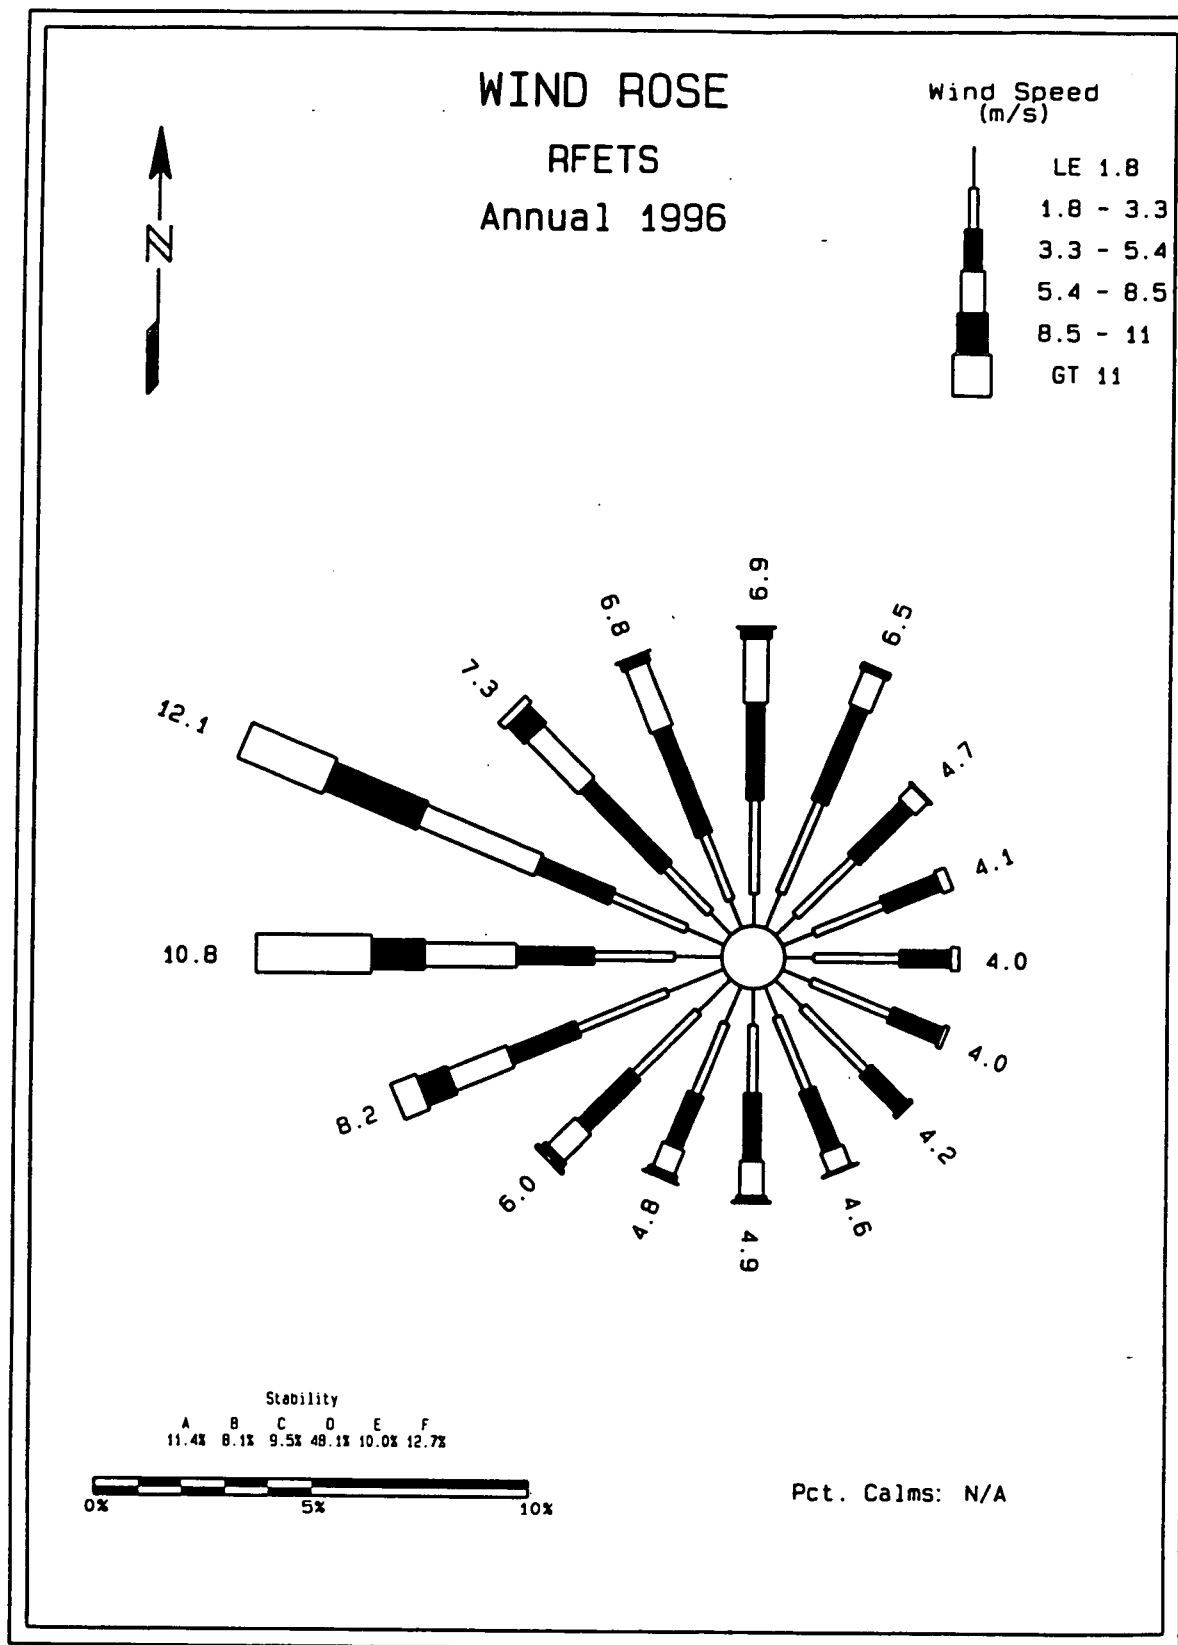 WIND ROSE
RFETS
Annual 1996
N
Wind Speed
(m/s)
LE 1.8
1.8 - 3.3
3.3 - 5.4
5.4 - 8.5
8.5 - 11
GT 11
6.9
6.5
4.7
4.1
4.0
4.0
4.2
4.6
4.9
4.8
6.0
8.2
10.8
12.1
7.3
6.8
Stability
A B C D E F
11.4% 8.1% 9.5% 48.1% 10.0% 12.7%
0% 5% 10%
Pct. Calms: N/A